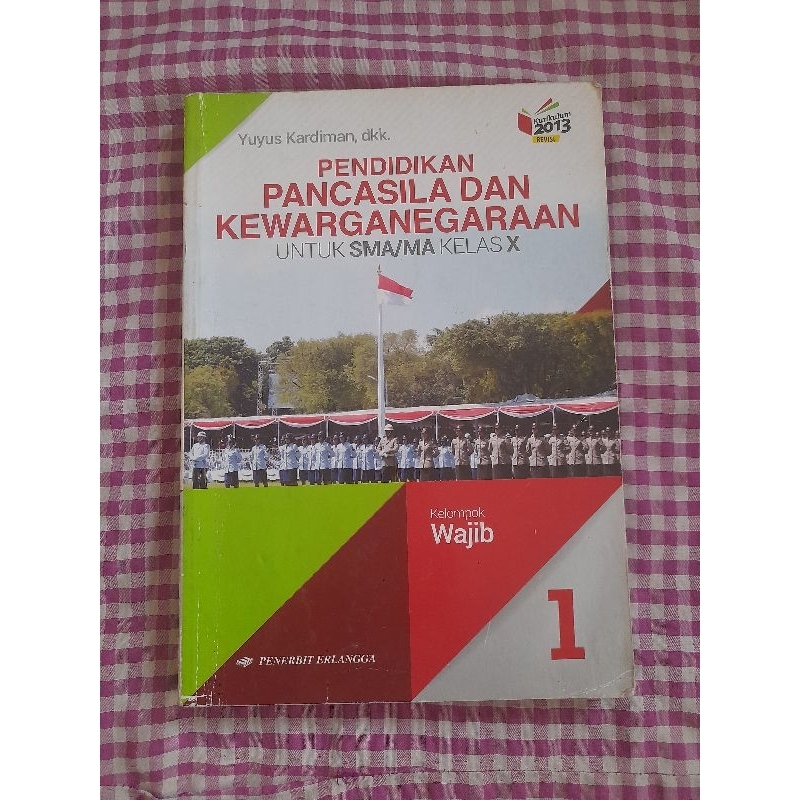 Yuyus Kardiman, dkk.
Kurikulum
2013
REVISI
PENDIDIKAN
PANCASILA DAN
KEWARGANEGARAAN
UNTUK SMA/MA KELAS X
Kelompok
Wajib
1
PENERBIT ERLANGGA